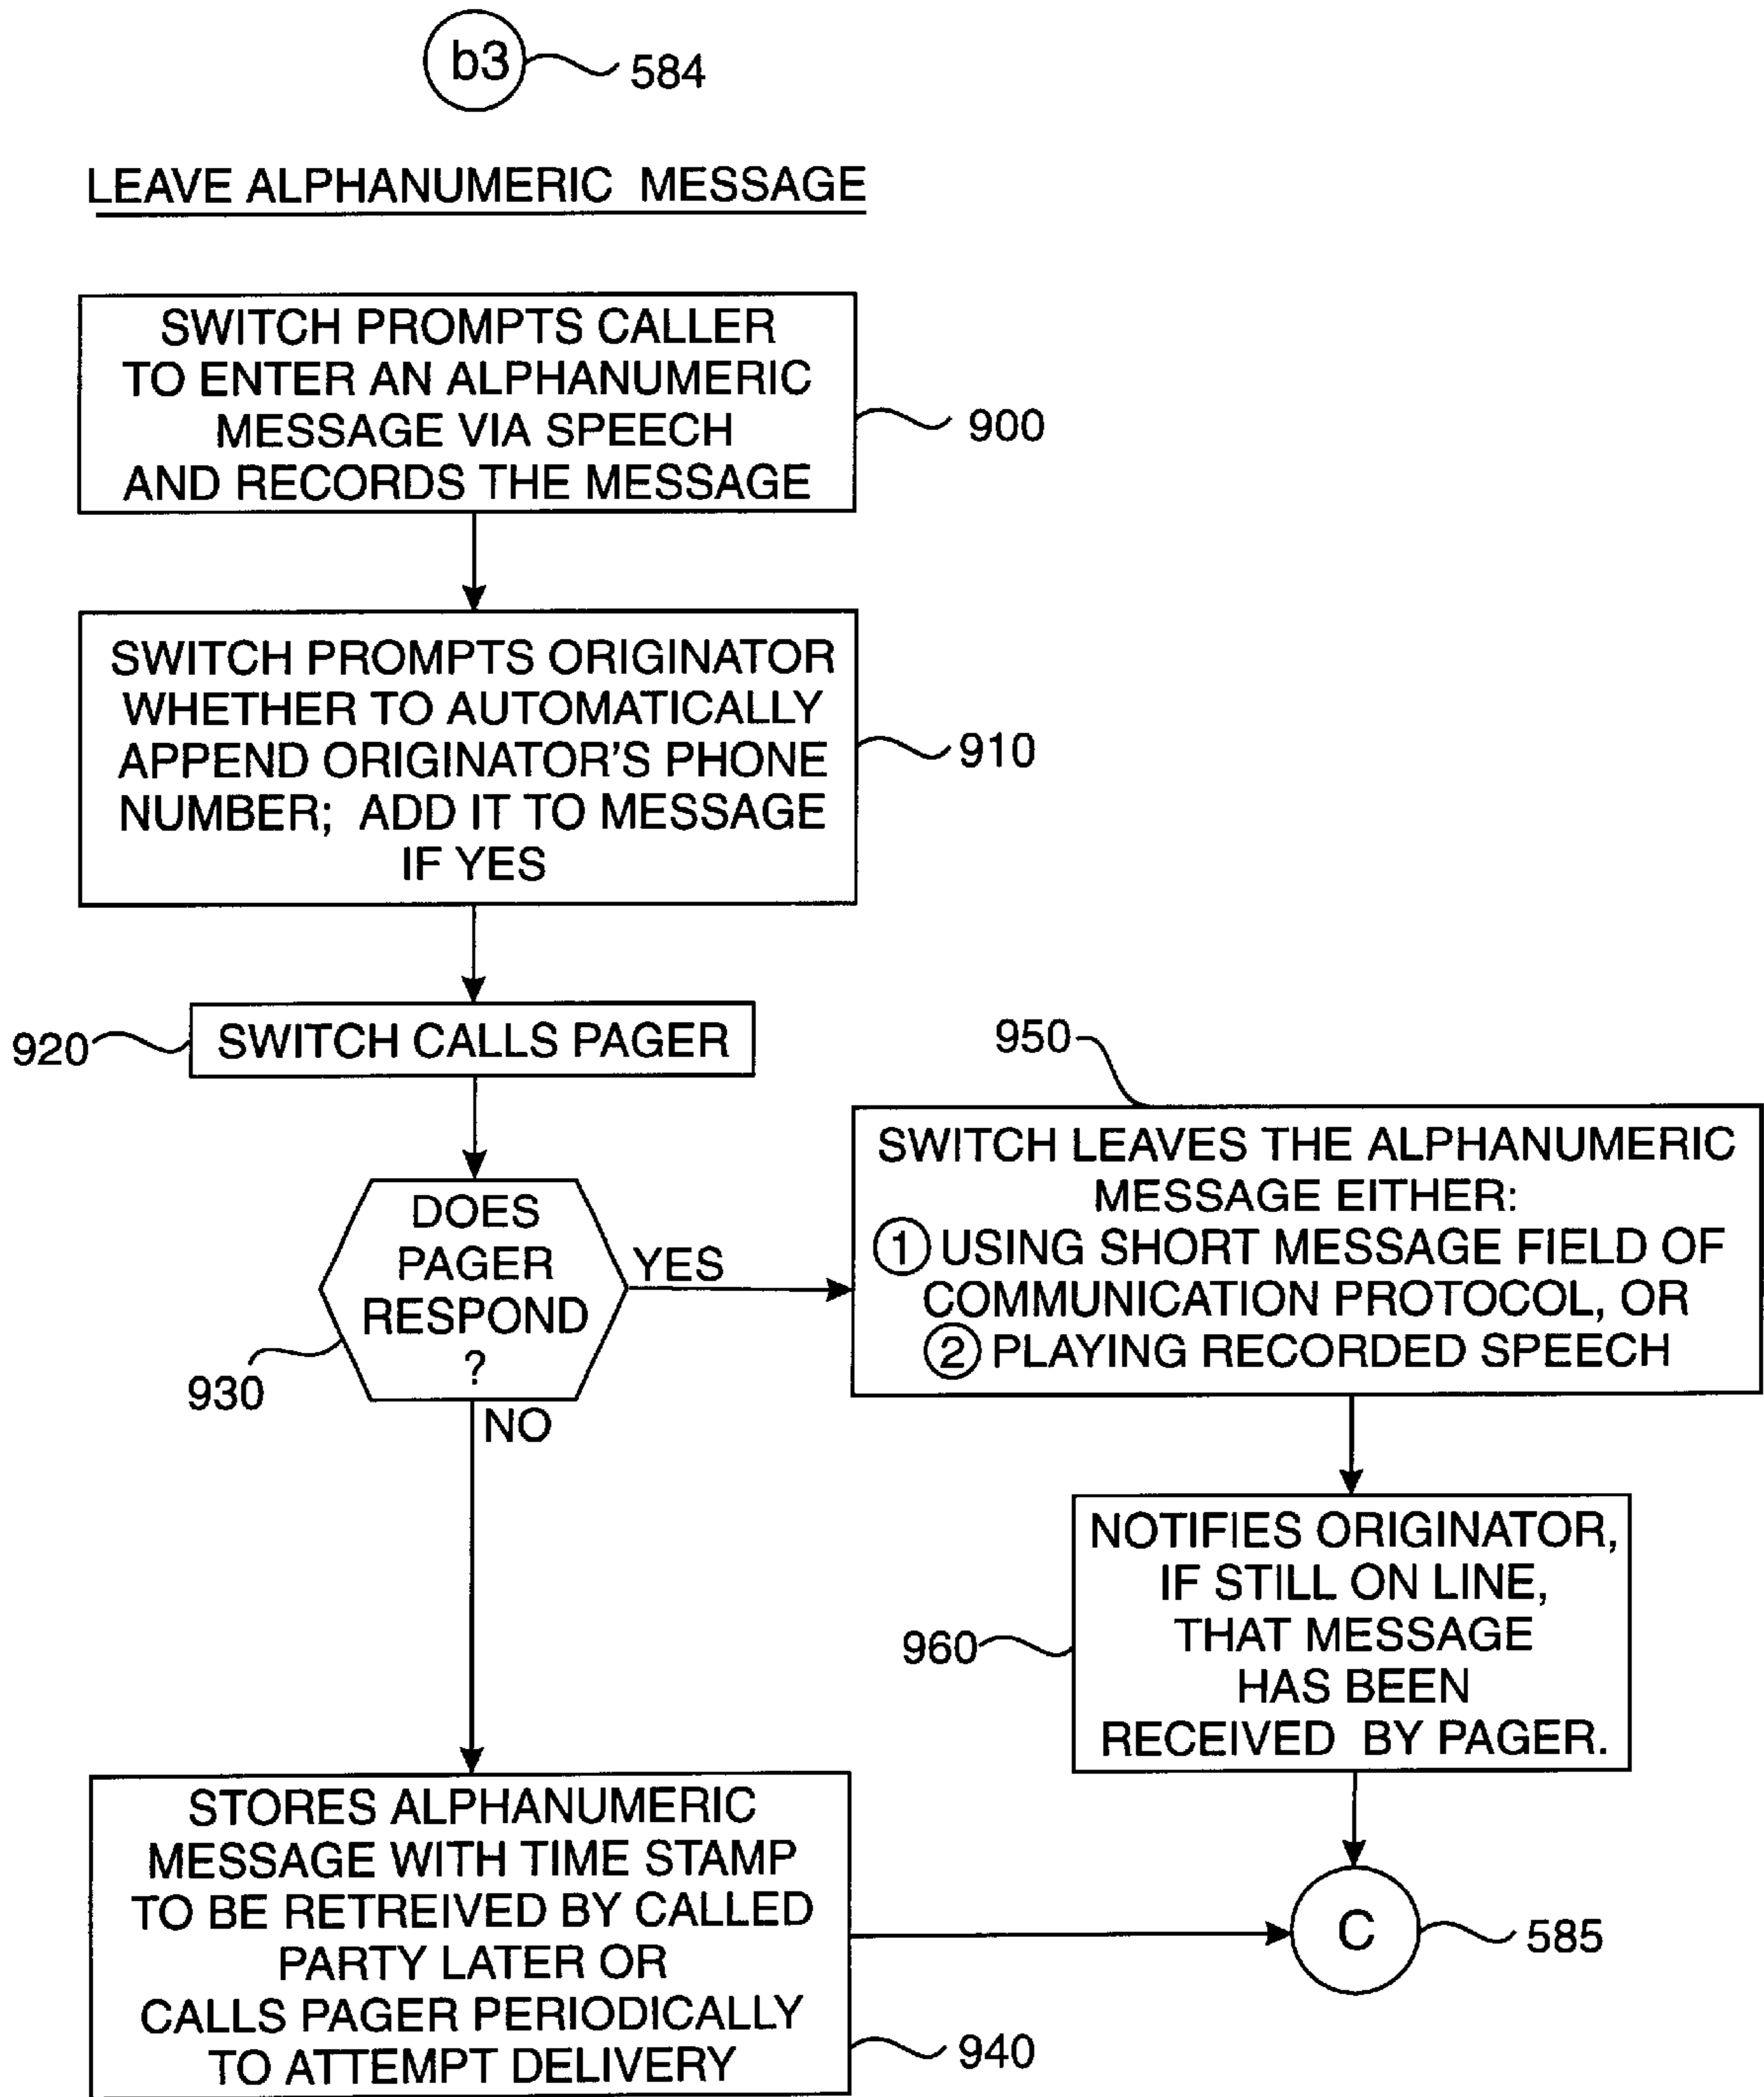 b3
584
LEAVE ALPHANUMERIC MESSAGE
SWITCH PROMPTS CALLER
TO ENTER AN ALPHANUMERIC
MESSAGE VIA SPEECH
AND RECORDS THE MESSAGE
900
SWITCH PROMPTS ORIGINATOR
WHETHER TO AUTOMATICALLY
APPEND ORIGINATOR'S PHONE
NUMBER; ADD IT TO MESSAGE
IF YES
910
920
SWITCH CALLS PAGER
DOES
PAGER
RESPOND
?
930
YES
NO
950
SWITCH LEAVES THE ALPHANUMERIC
MESSAGE EITHER:
1 USING SHORT MESSAGE FIELD OF
COMMUNICATION PROTOCOL, OR
2 PLAYING RECORDED SPEECH
NOTIFIES ORIGINATOR,
IF STILL ON LINE,
THAT MESSAGE
HAS BEEN
RECEIVED BY PAGER.
960
STORES ALPHANUMERIC
MESSAGE WITH TIME STAMP
TO BE RETREIVED BY CALLED
PARTY LATER OR
CALLS PAGER PERIODICALLY
TO ATTEMPT DELIVERY
940
C
585